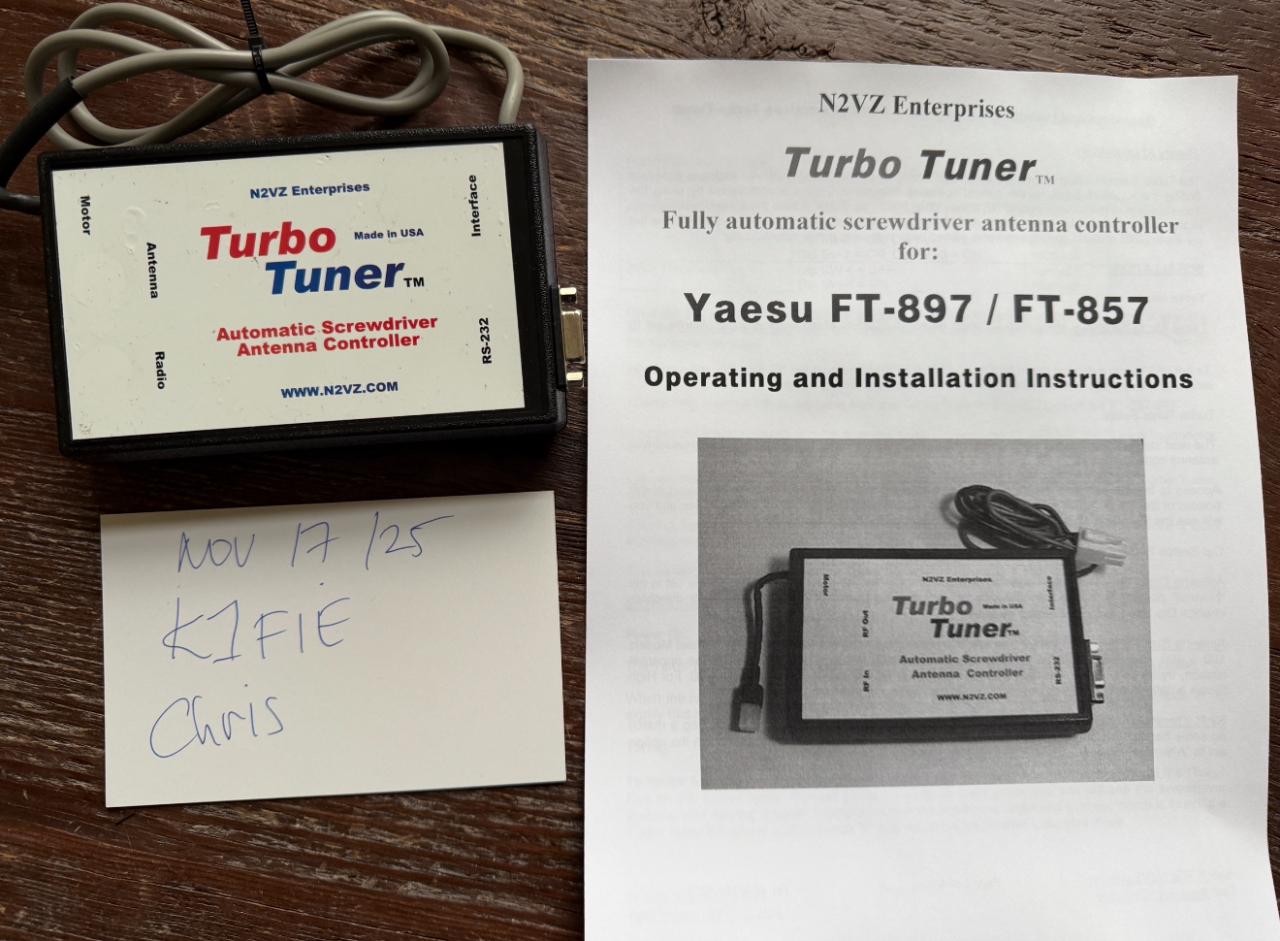 N2VZ Enterprises
Turbo
Made in USA
Tuner™
Automatic Screwdriver
Antenna Controller
WWW.N2VZ.COM
Motor
Antenna
Radio
Interface
RS-232
NOV 17 /25
K1FIE
Chris
N2VZ Enterprises
Turbo Tuner™
Fully automatic screwdriver antenna controller
for:
Yaesu FT-897 / FT-857
Operating and Installation Instructions
N2VZ Enterprises
Turbo
Made in USA
Tuner™
Automatic Screwdriver
Antenna Controller
WWW.N2VZ.COM
Motor
RF Out
RF In
Interface
RS-232